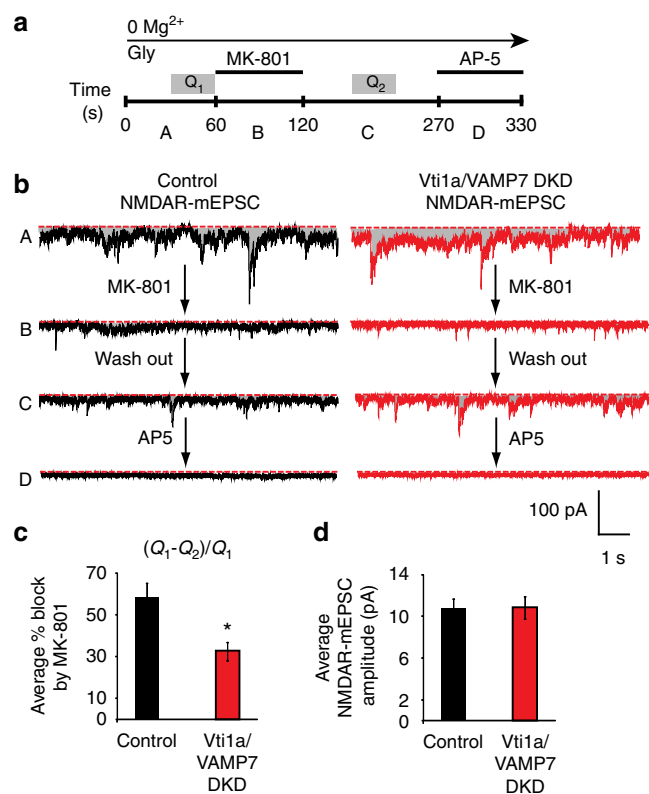 a
0 Mg²⁺
Gly
MK-801
AP-5
Time
(s)
Q₁
Q₂
0 60 120 270 330
A B C D
b
Control
NMDAR-mEPSC
Vti1a/VAMP7 DKD
NMDAR-mEPSC
A
MK-801
MK-801
B
Wash out
Wash out
C
AP5
AP5
D
100 pA
1 s
c
(Q₁-Q₂)/Q₁
Average % block
by MK-801
70
60
30
0
*
Control
Vti1a/
VAMP7
DKD
d
Average
NMDAR-mEPSC
amplitude (pA)
14
12
10
6
4
0
Control
Vti1a/
VAMP7
DKD